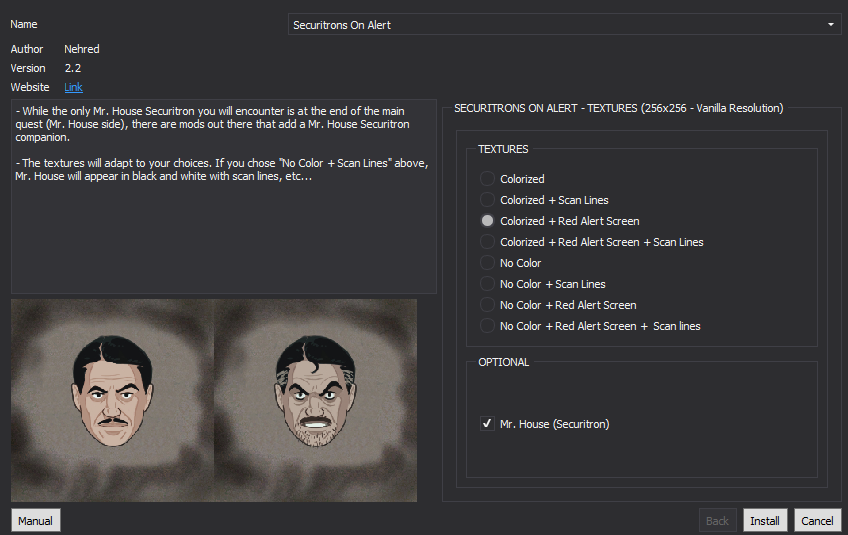 Name
Securitrons On Alert
Author Nehred
Version 2.2
Website Link
- While the only Mr. House Securitron you will encounter is at the end of the main
quest (Mr. House side), there are mods out there that add a Mr. House Securitron
companion.
- The textures will adapt to your choices. If you chose "No Color + Scan Lines" above,
Mr. House will appear in black and white with scan lines, etc...
SECURITRONS ON ALERT - TEXTURES (256x256 - Vanilla Resolution)
TEXTURES
Colorized
Colorized + Scan Lines
Colorized + Red Alert Screen
Colorized + Red Alert Screen + Scan Lines
No Color
No Color + Scan Lines
No Color + Red Alert Screen
No Color + Red Alert Screen + Scan lines
OPTIONAL
Mr. House (Securitron)
Manual
Back
Install
Cancel